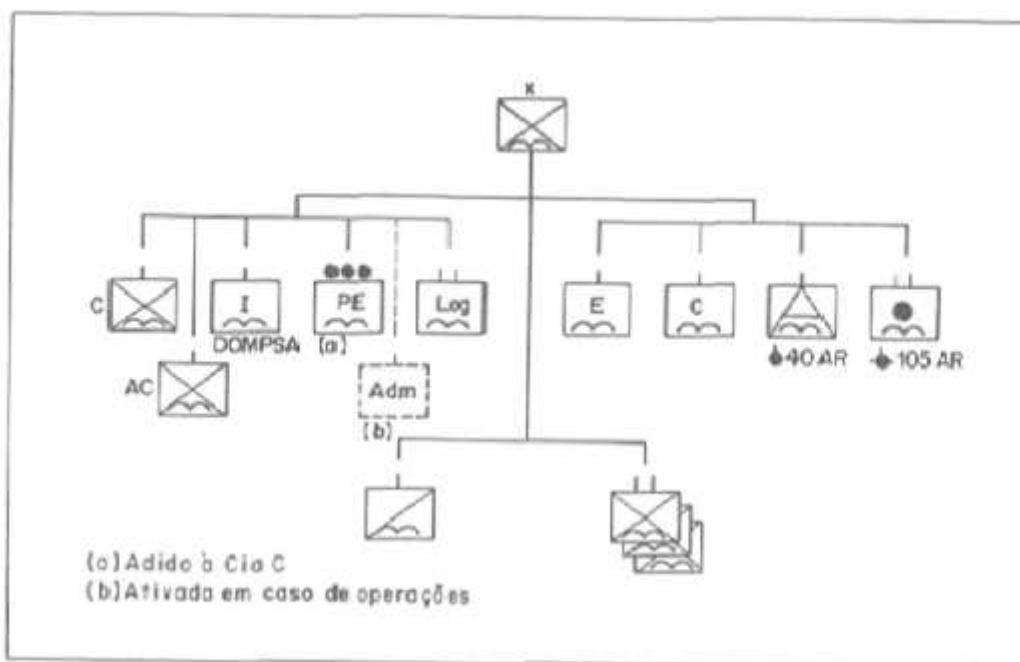 X
C
I
PE
Log
E
C
DOMPSA (a)
40 AR
105 AR
AC
Adm
(b)
(a) Adido à Cia C
(b) Ativada em caso de operações